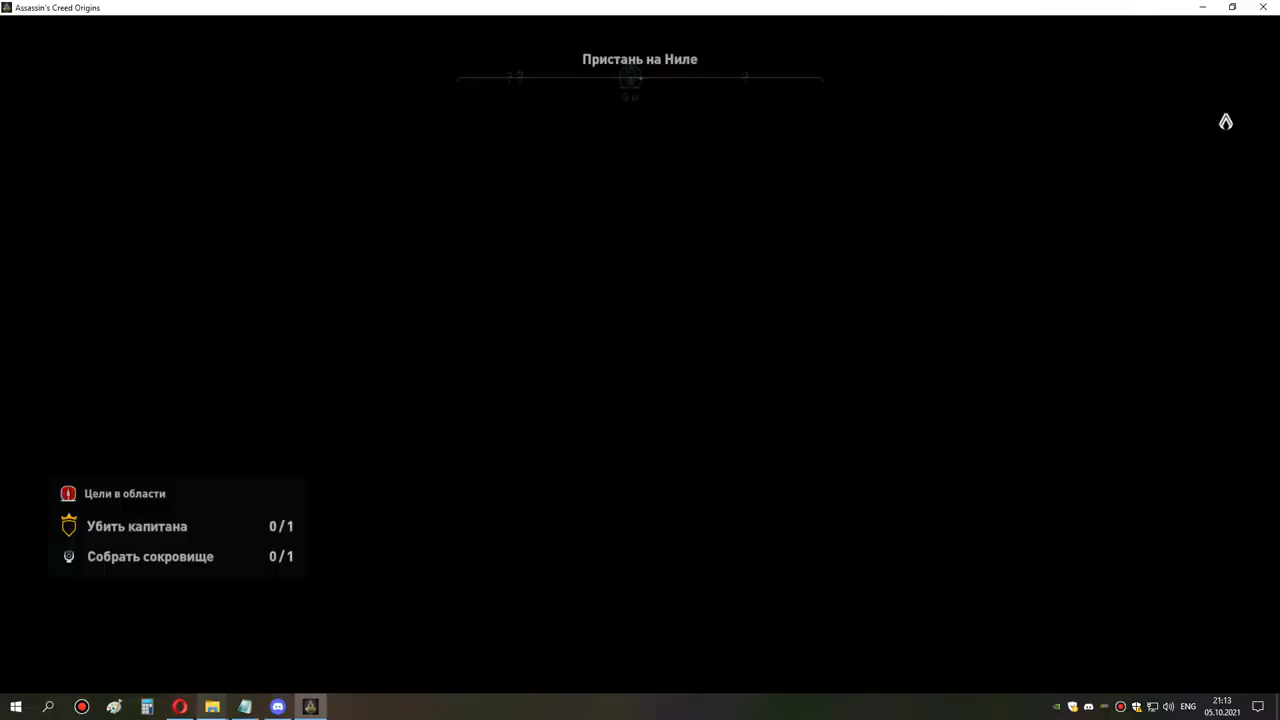 Assassin's Creed Origins
Пристань на Ниле
? ?
?
Цели в области
Убить капитана 0 / 1
Собрать сокровище 0 / 1
ENG
21:13
05.10.2021